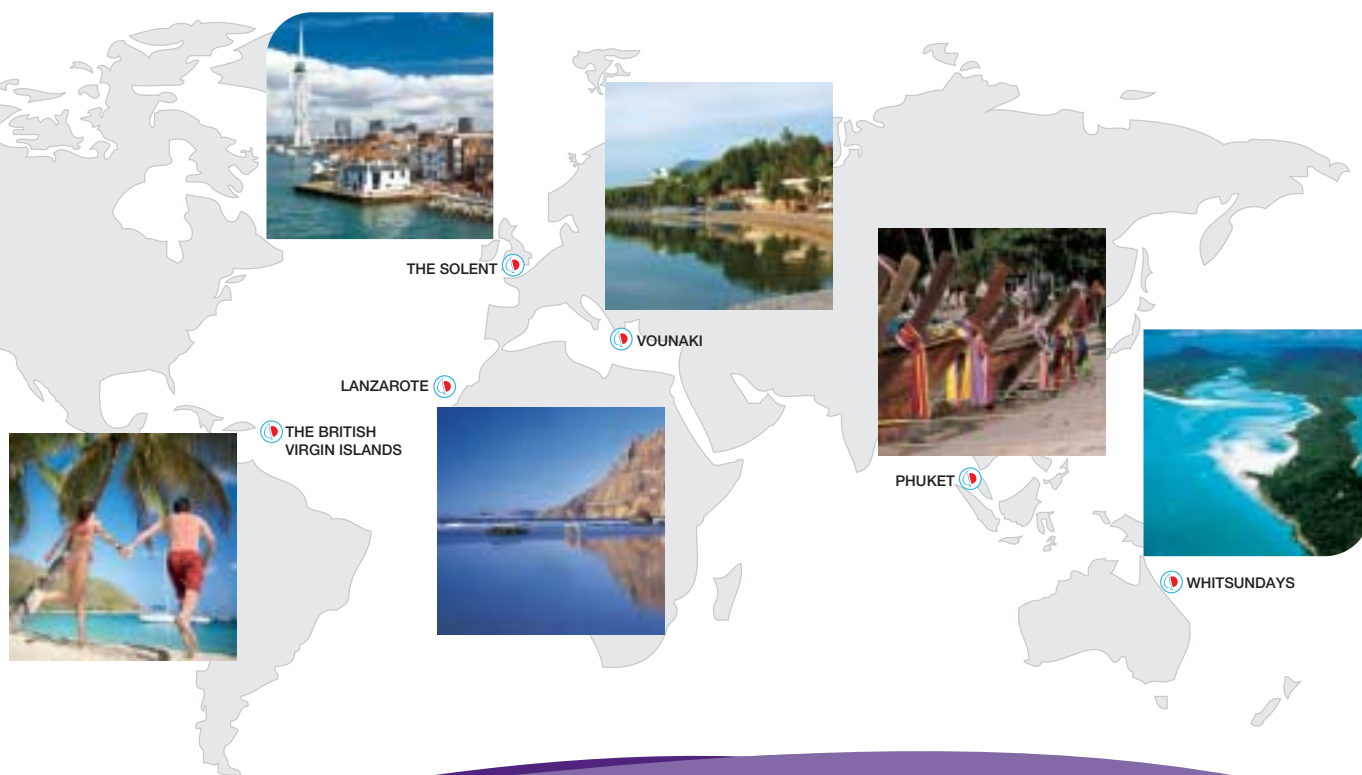 THE SOLENT
VOUNAKI
LANZAROTE
THE BRITISH
VIRGIN ISLANDS
PHUKET
WHITSUNDAYS